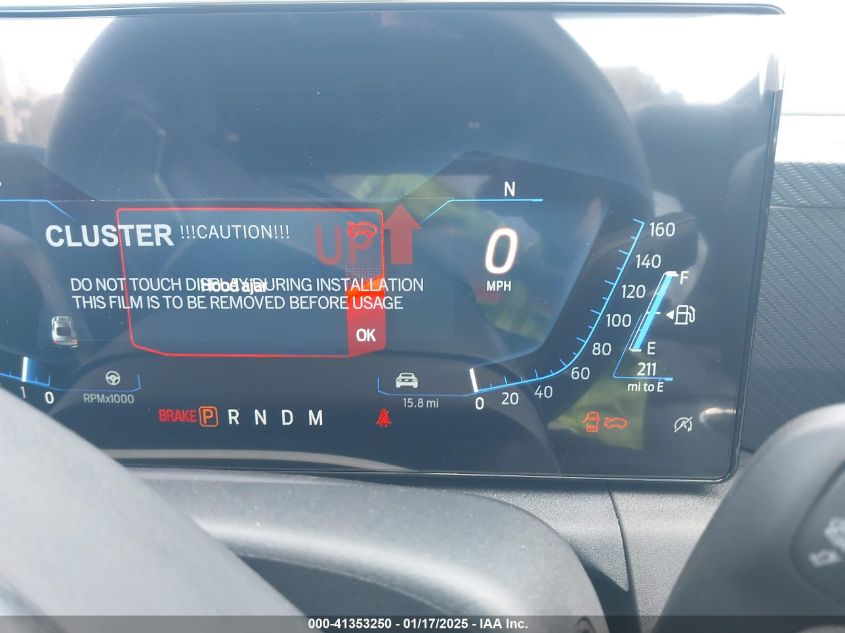 N
CLUSTER !!!CAUTION!!! UP
DO NOT TOUCH DISPLAY DURING INSTALLATION
Hood ajar
THIS FILM IS TO BE REMOVED BEFORE USAGE
OK
0
MPH
160
140
120
100
80
60
40
20
0
F
E
211
mi to E
1 0
RPMx1000
15.8 mi
BRAKE P R N D M
000-41353250 - 01/17/2025 - IAA Inc.